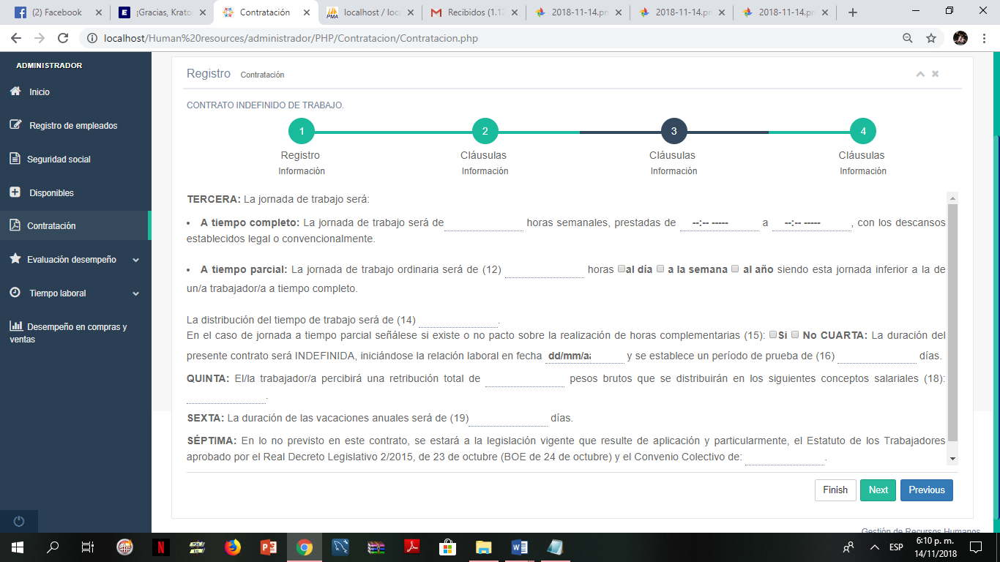 (2) Facebook
¡Gracias, Krato
Contratación
localhost / loca
Recibidos (1.12
2018-11-14.pn
2018-11-14.pn
2018-11-14.pn
localhost/Human%20resources/administrador/PHP/Contratacion/Contratacion.php
ADMINISTRADOR
Inicio
Registro de empleados
Seguridad social
Disponibles
Contratación
Evaluación desempeño
Tiempo laboral
Desempeño en compras y
ventas
Registro Contratación
CONTRATO INDEFINIDO DE TRABAJO.
1 2 3 4
Registro Cláusulas Cláusulas Cláusulas
Información Información Información Información
TERCERA: La jornada de trabajo será:
• A tiempo completo: La jornada de trabajo será de horas semanales, prestadas de --:-- ----- a --:-- -----, con los descansos
establecidos legal o convencionalmente.
• A tiempo parcial: La jornada de trabajo ordinaria será de (12) horas al día a la semana al año siendo esta jornada inferior a la de
un/a trabajador/a a tiempo completo.
La distribución del tiempo de trabajo será de (14) .
En el caso de jornada a tiempo parcial señálese si existe o no pacto sobre la realización de horas complementarias (15): Si No CUARTA: La duración del
presente contrato será INDEFINIDA, iniciándose la relación laboral en fecha dd/mm/aa y se establece un período de prueba de (16) días.
QUINTA: El/la trabajador/a percibirá una retribución total de pesos brutos que se distribuirán en los siguientes conceptos salariales (18):
.
SEXTA: La duración de las vacaciones anuales será de (19) días.
SÉPTIMA: En lo no previsto en este contrato, se estará a la legislación vigente que resulte de aplicación y particularmente, el Estatuto de los Trabajadores
aprobado por el Real Decreto Legislativo 2/2015, de 23 de octubre (BOE de 24 de octubre) y el Convenio Colectivo de: .
Finish Next Previous
Gestión de Recursos Humanos
ESP
6:10 p. m.
14/11/2018